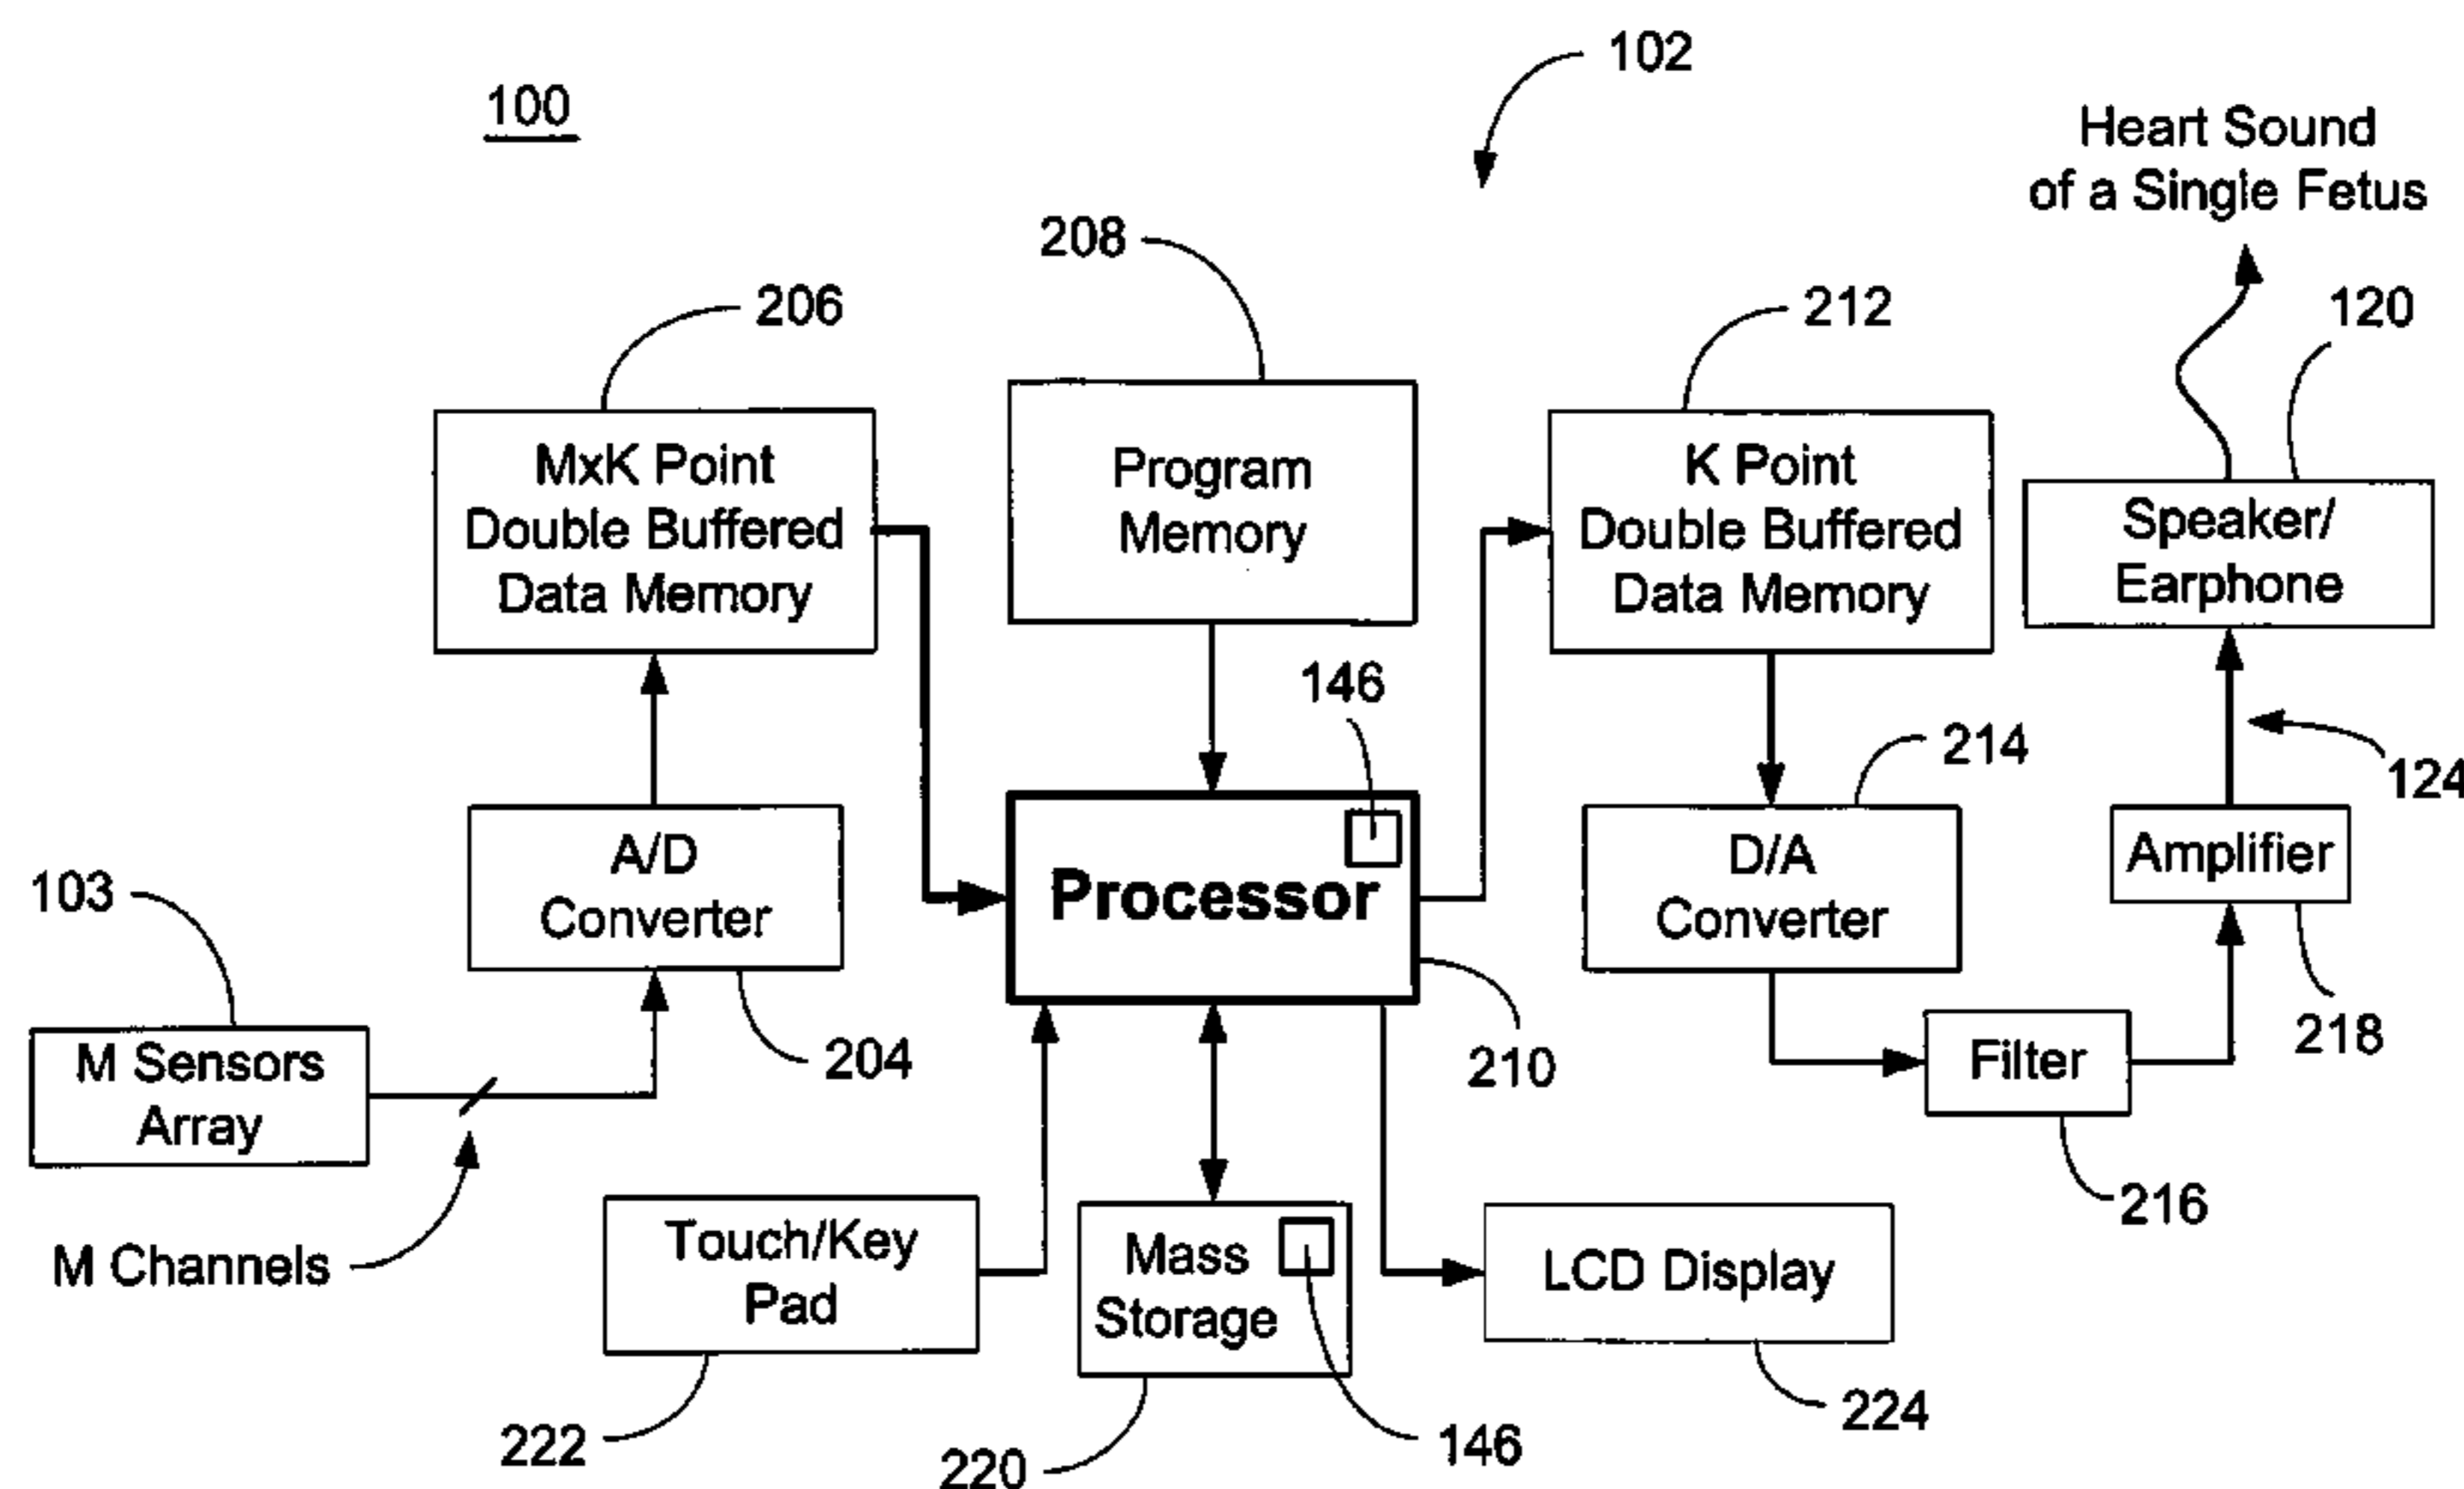 100
102
Heart Sound
of a Single Fetus
208
206
212
120
MxK Point
Double Buffered
Data Memory
Program
Memory
K Point
Double Buffered
Data Memory
Speaker/
Earphone
146
214
124
103
A/D
Converter
Processor
D/A
Converter
Amplifier
M Sensors
Array
204
210
Filter
218
M Channels
216
Touch/Key
Pad
Mass
Storage
LCD Display
222
220
146
224